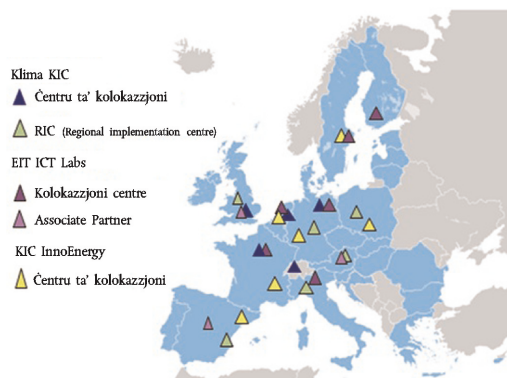 Klima KIC
Ċentru ta' kolokazzjoni
RIC (Regional implementation centre)
EIT ICT Labs
Kolokazzjoni centre
Associate Partner
KIC InnoEnergy
Ċentru ta' kolokazzjoni